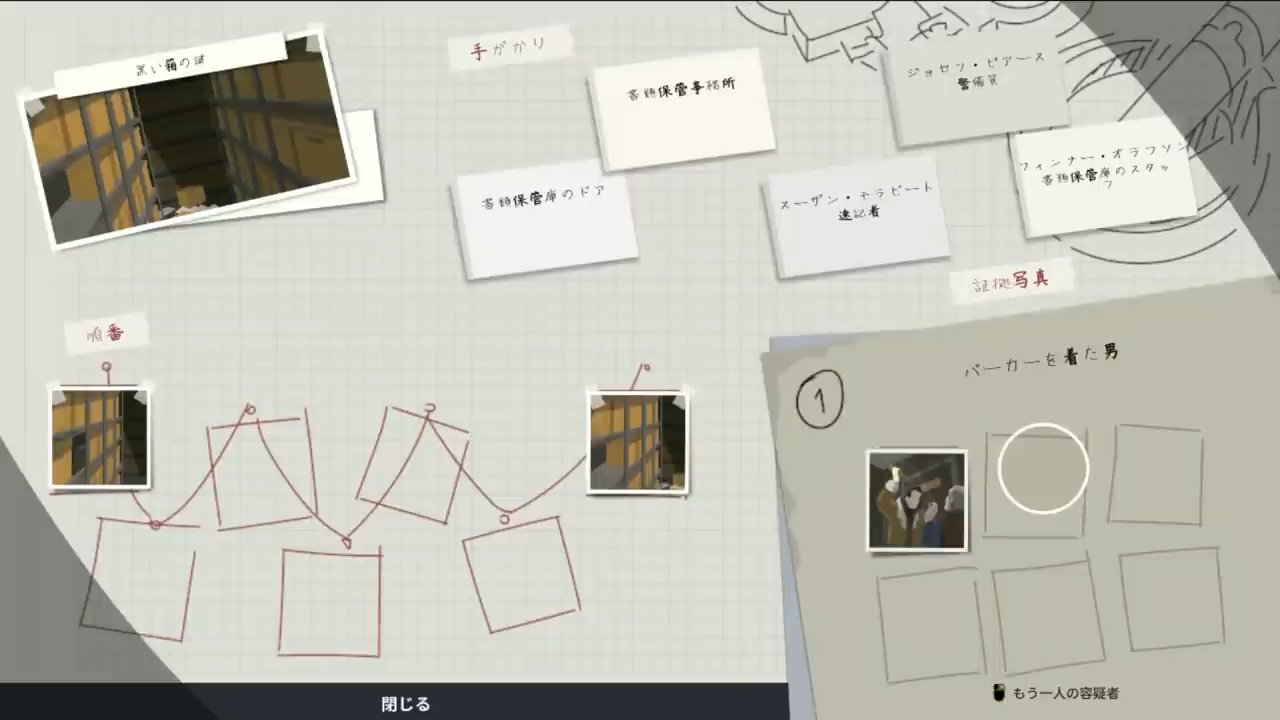 黒い箱の謎
手がかり
書類保管事務所
ジョセフ・ピアース
警備員
書類保管庫のドア
スーザン・チラビート
速記者
フィンナー・オラフソン
書類保管庫のスタッ
フ
証拠写真
順番
パーカーを着た男
1
もう一人の容疑者
閉じる